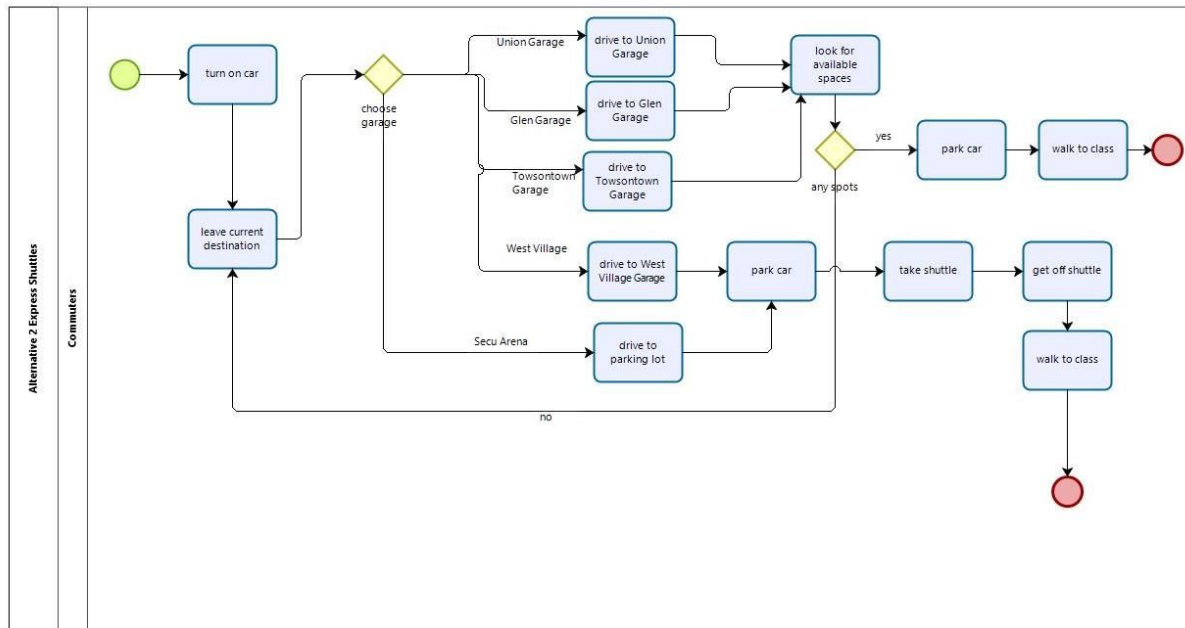 Alternative 2 Express Shuttles
Commuters
turn on car
leave current
destination
choose
garage
Union Garage
drive to Union
Garage
Glen Garage
drive to Glen
Garage
Towsontown
Garage
drive to
Towsontown
Garage
West Village
drive to West
Village Garage
Secu Arena
drive to
parking lot
look for
available
spaces
any spots
yes
park car
walk to class
no
park car
take shuttle
get off shuttle
walk to class